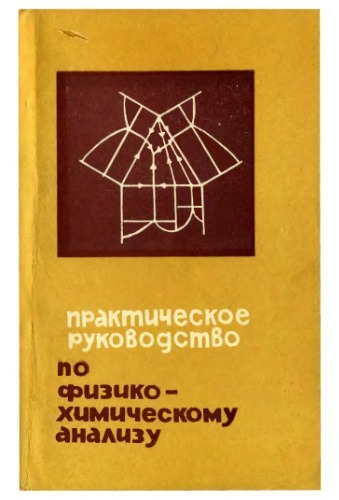 практическое
руководство
по
физико-
химическому
анализу